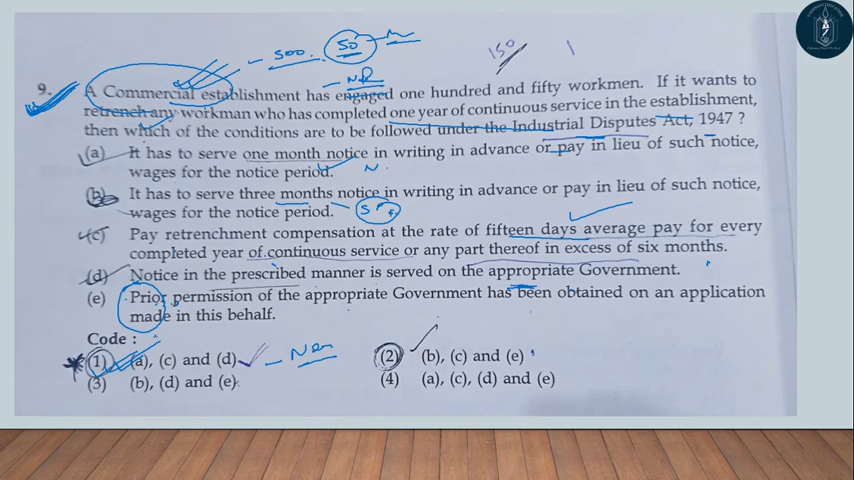 500. 50
150
NR
9. A Commercial establishment has engaged one hundred and fifty workmen. If it wants to
retrench any workman who has completed one year of continuous service in the establishment,
then which of the conditions are to be followed under the Industrial Disputes Act, 1947 ?
(a) It has to serve one month notice in writing in advance or pay in lieu of such notice,
wages for the notice period.
(b) It has to serve three months notice in writing in advance or pay in lieu of such notice,
wages for the notice period.
(c) Pay retrenchment compensation at the rate of fifteen days average pay for every
completed year of continuous service or any part thereof in excess of six months.
(d) Notice in the prescribed manner is served on the appropriate Government.
(e) Prior permission of the appropriate Government has been obtained on an application
made in this behalf.
Code :
(1) (a), (c) and (d) (2) (b), (c) and (e)
(3) (b), (d) and (e) (4) (a), (c), (d) and (e)